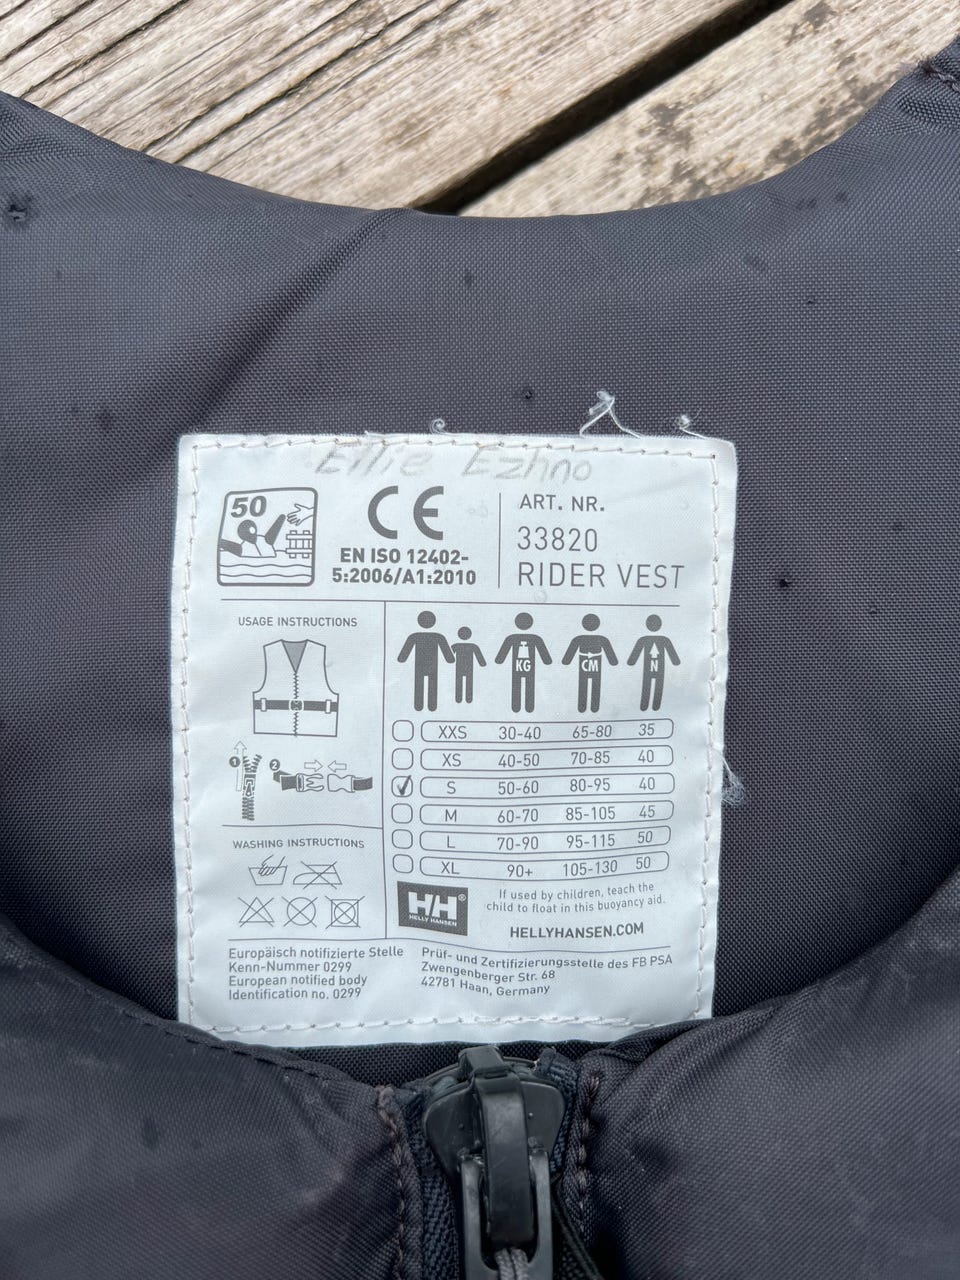 Ellie Ezhno
50
CE
EN ISO 12402-
5:2006/A1:2010
ART. NR.
33820
RIDER VEST
USAGE INSTRUCTIONS
1
2
WASHING INSTRUCTIONS
KG CM N
XXS 30-40 65-80 35
XS 40-50 70-85 40
S 50-60 80-95 40
M 60-70 85-105 45
L 70-90 95-115 50
XL 90+ 105-130 50
HH®
HELLY HANSEN
If used by children, teach the
child to float in this buoyancy aid.
HELLYHANSEN.COM
Europäisch notifizierte Stelle
Kenn-Nummer 0299
European notified body
Identification no. 0299
Prüf- und Zertifizierungsstelle des FB PSA
Zwengenberger Str. 68
42781 Haan, Germany